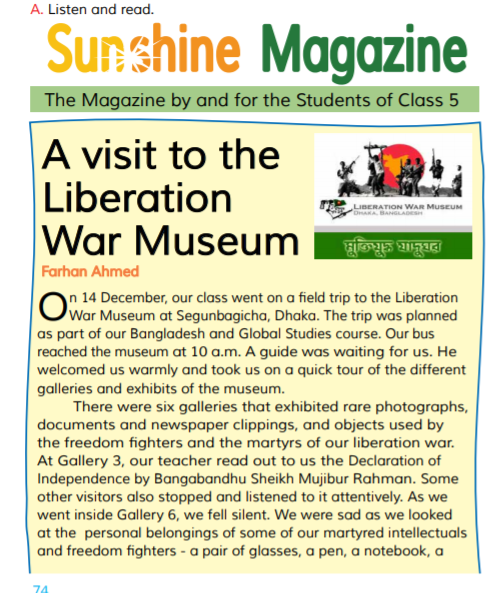 A. Listen and read.
Sunshine Magazine
The Magazine by and for the Students of Class 5
A visit to the
Liberation
War Museum
LIBERATION WAR MUSEUM
DHAKA, BANGLADESH
মুক্তিযুদ্ধ যাদুঘর
Farhan Ahmed
On 14 December, our class went on a field trip to the Liberation
War Museum at Segunbagicha, Dhaka. The trip was planned
as part of our Bangladesh and Global Studies course. Our bus
reached the museum at 10 a.m. A guide was waiting for us. He
welcomed us warmly and took us on a quick tour of the different
galleries and exhibits of the museum.
There were six galleries that exhibited rare photographs,
documents and newspaper clippings, and objects used by
the freedom fighters and the martyrs of our liberation war.
At Gallery 3, our teacher read out to us the Declaration of
Independence by Bangabandhu Sheikh Mujibur Rahman. Some
other visitors also stopped and listened to it attentively. As we
went inside Gallery 6, we fell silent. We were sad as we looked
at the personal belongings of some of our martyred intellectuals
and freedom fighters - a pair of glasses, a pen, a notebook, a
74